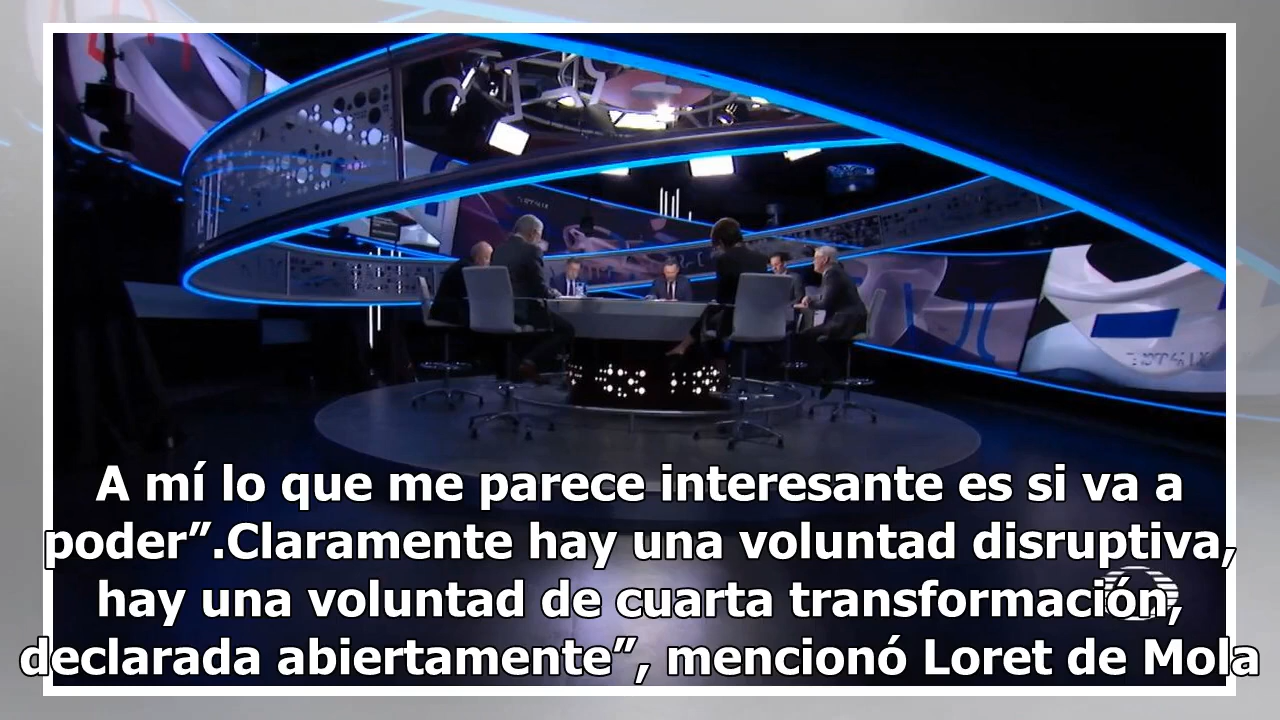 A mí lo que me parece interesante es si va a
poder”.Claramente hay una voluntad disruptiva,
hay una voluntad de cuarta transformación,
declarada abiertamente”, mencionó Loret de Mola